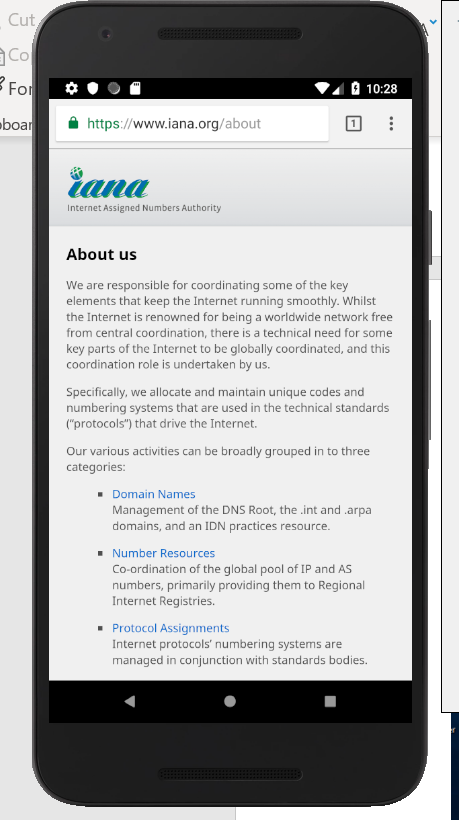 Cut
10:28
https://www.iana.org/about
1
iana
Internet Assigned Numbers Authority
About us
We are responsible for coordinating some of the key
elements that keep the Internet running smoothly. Whilst
the Internet is renowned for being a worldwide network free
from central coordination, there is a technical need for some
key parts of the Internet to be globally coordinated, and this
coordination role is undertaken by us.
Specifically, we allocate and maintain unique codes and
numbering systems that are used in the technical standards
(“protocols”) that drive the Internet.
Our various activities can be broadly grouped in to three
categories:
Domain Names
Management of the DNS Root, the .int and .arpa
domains, and an IDN practices resource.
Number Resources
Co-ordination of the global pool of IP and AS
numbers, primarily providing them to Regional
Internet Registries.
Protocol Assignments
Internet protocols’ numbering systems are
managed in conjunction with standards bodies.